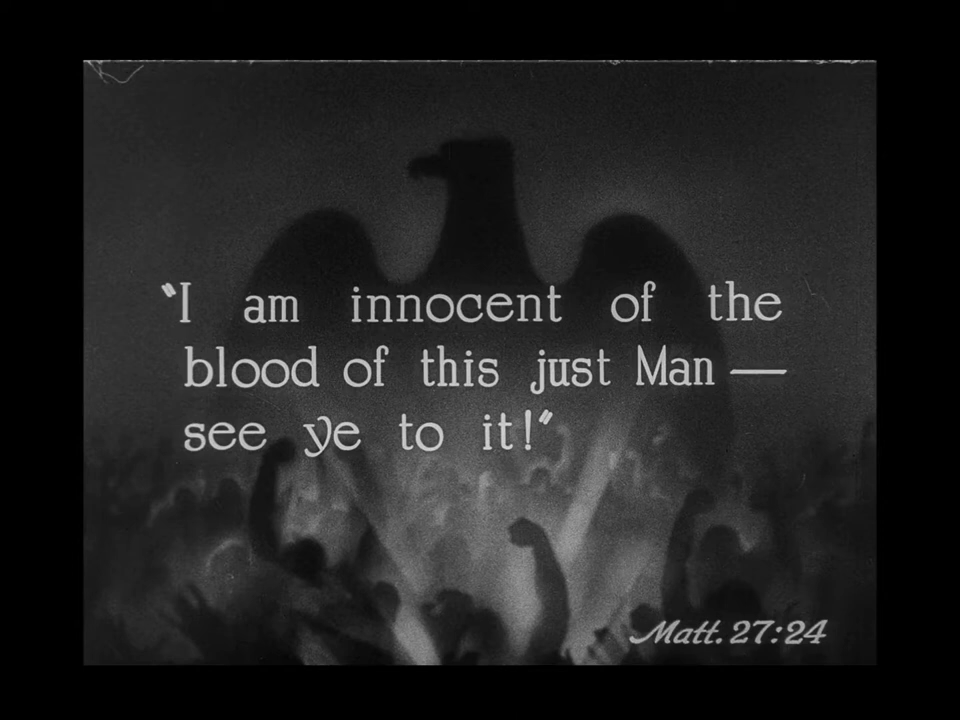 "I am innocent of the
blood of this just Man —
see ye to it!"
Matt. 27:24